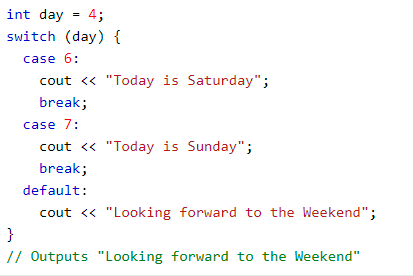 int day = 4;
switch (day) {
  case 6:
    cout << "Today is Saturday";
    break;
  case 7:
    cout << "Today is Sunday";
    break;
  default:
    cout << "Looking forward to the Weekend";
}
// Outputs "Looking forward to the Weekend"